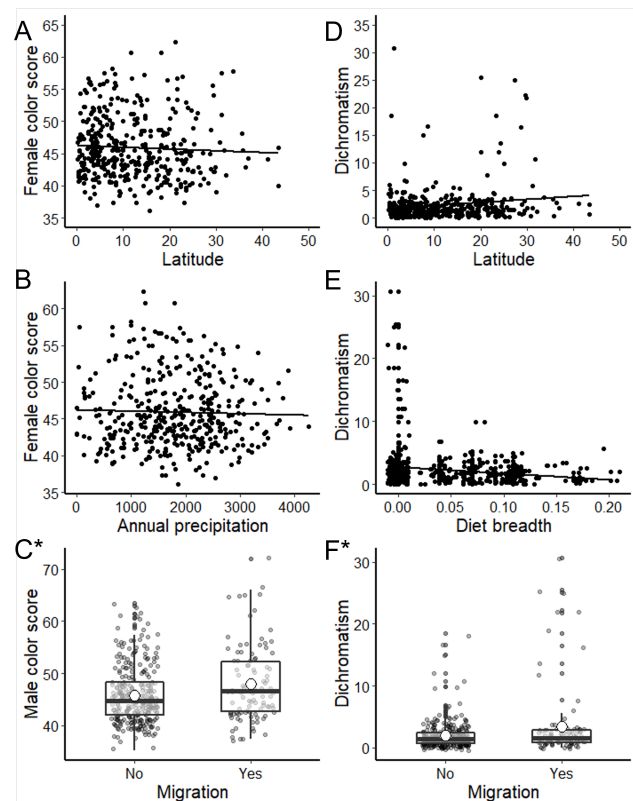 A
Female color score
65
60
55
50
45
40
35
0 10 20 30 40 50
Latitude
D
Dichromatism
35
30
25
20
15
10
5
0
0 10 20 30 40 50
Latitude
B
Female color score
60
55
50
45
40
35
0 1000 2000 3000 4000
Annual precipitation
E
Dichromatism
30
20
10
0
0.00 0.05 0.10 0.15 0.20
Diet breadth
C*
Male color score
70
60
50
40
No Yes
Migration
F*
Dichromatism
30
20
10
0
No Yes
Migration